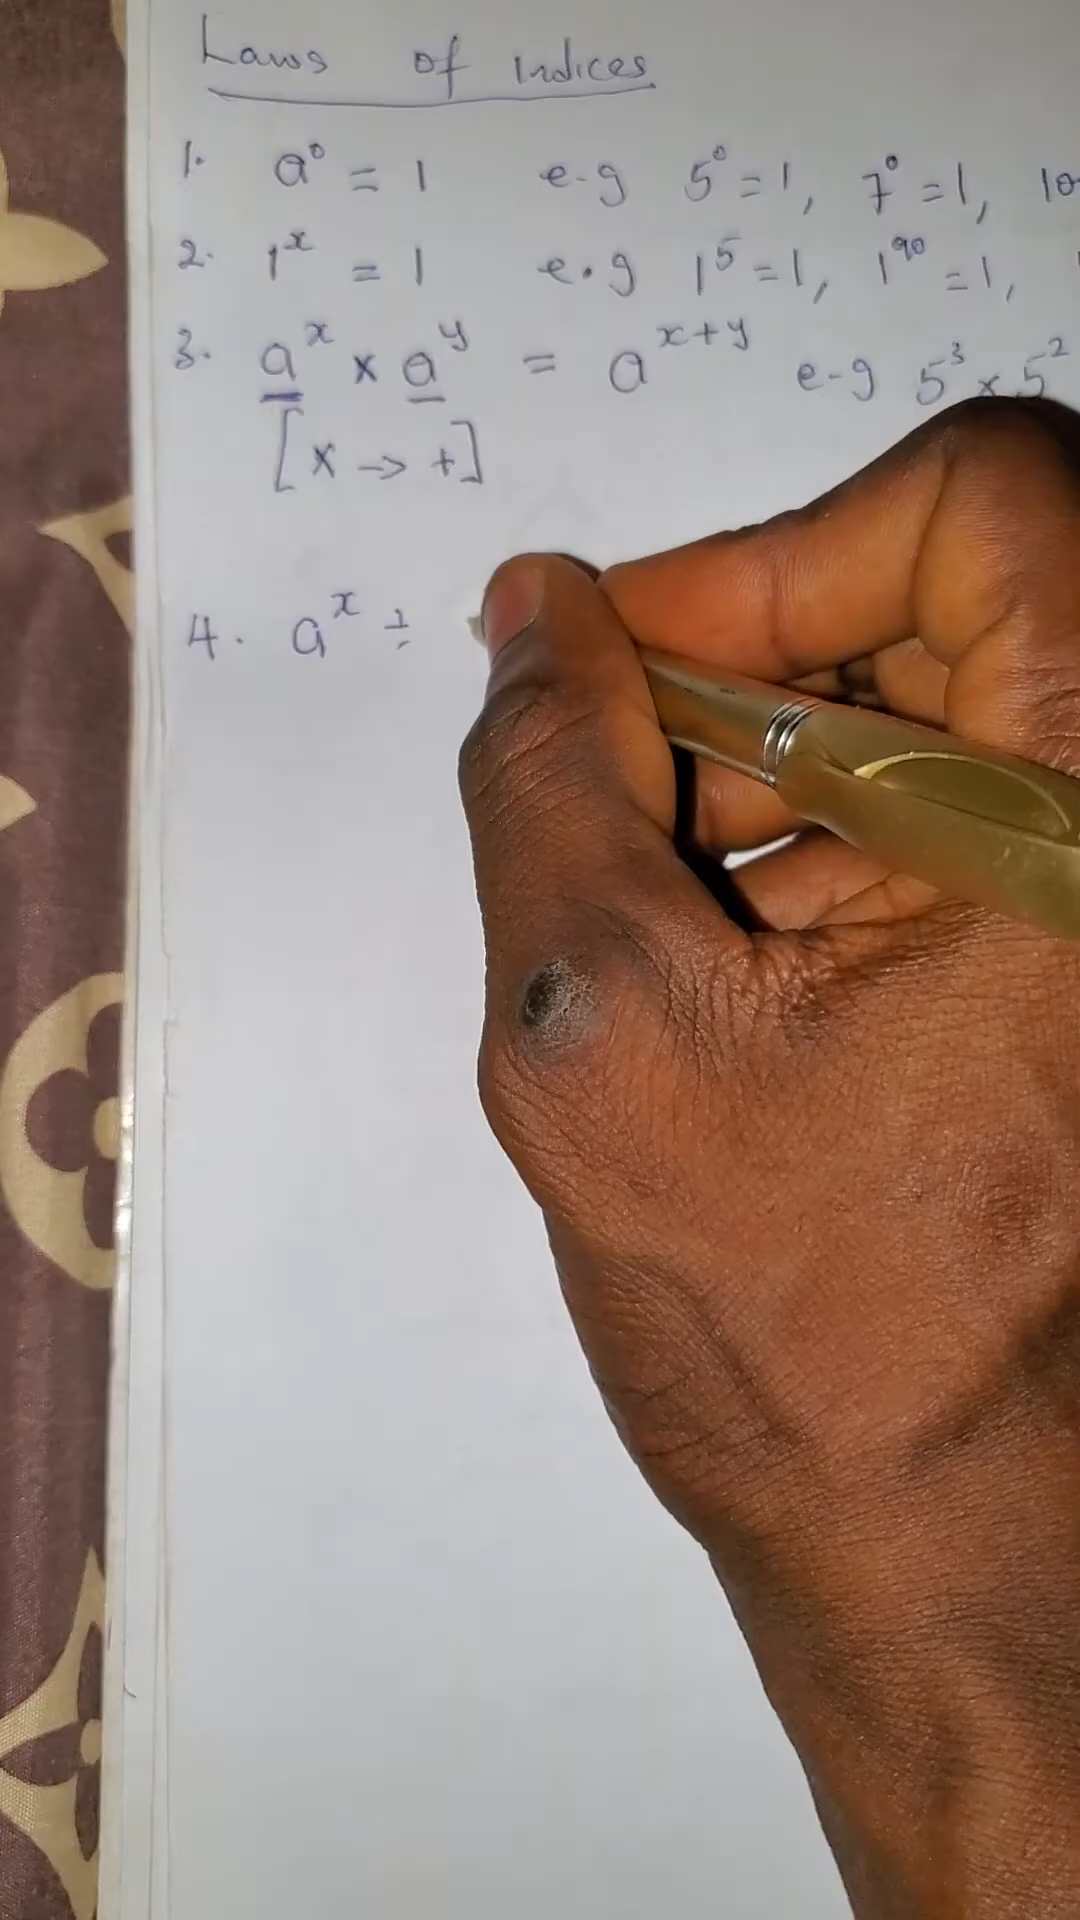 Laws of indices
1. a⁰ = 1 e-g 5⁰ = 1, 7⁰ = 1, 10
2. 1ˣ = 1 e.g 1⁵ = 1, 1⁹⁰ = 1,
3. aˣ × aʸ = aˣ⁺ʸ e-g 5³ × 5⁻²
[× → +]
4. aˣ ÷